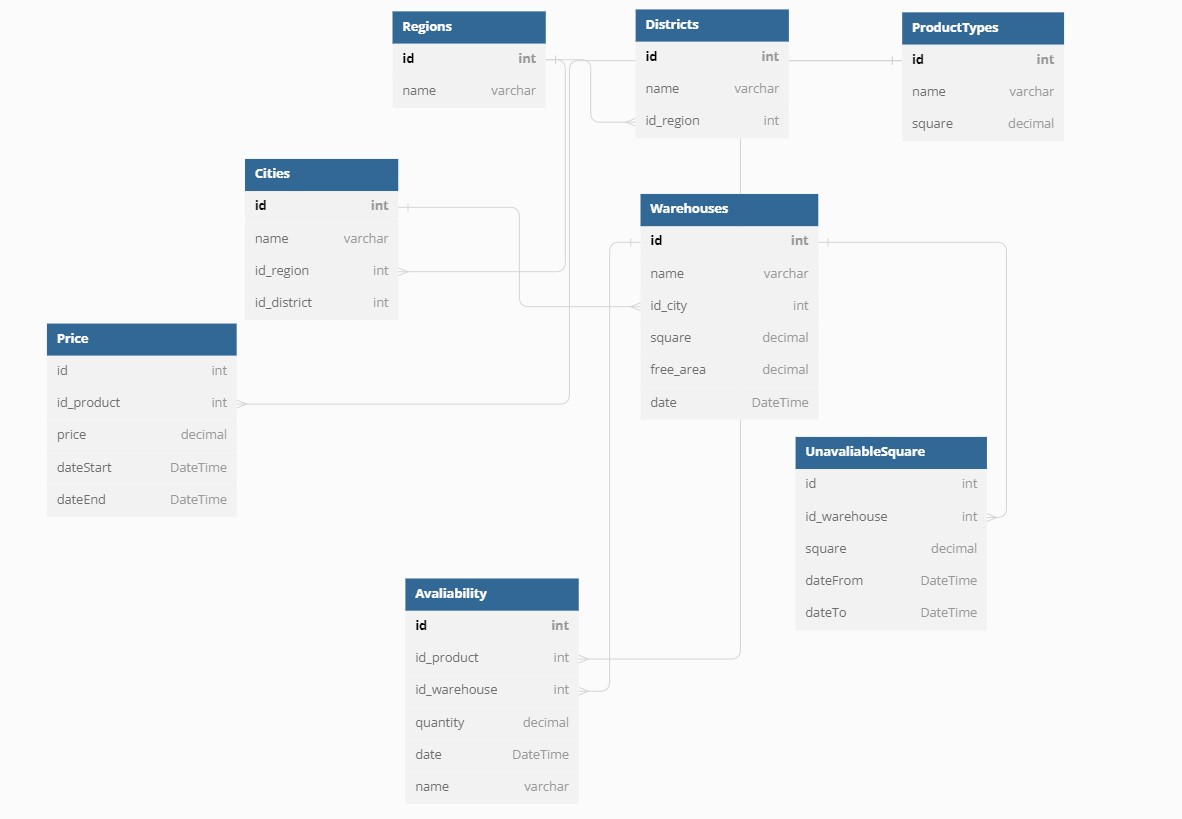 Regions
id int
name varchar
Districts
id int
name varchar
id_region int
ProductTypes
id int
name varchar
square decimal
Cities
id int
name varchar
id_region int
id_district int
Warehouses
id int
name varchar
id_city int
square decimal
free_area decimal
date DateTime
Price
id int
id_product int
price decimal
dateStart DateTime
dateEnd DateTime
UnavaliableSquare
id int
id_warehouse int
square decimal
dateFrom DateTime
dateTo DateTime
Avaliability
id int
id_product int
id_warehouse int
quantity decimal
date DateTime
name varchar